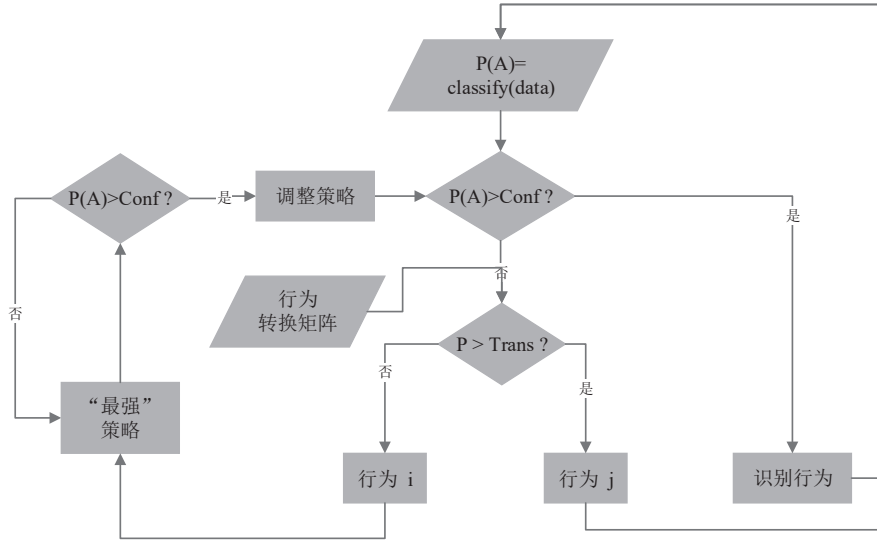 P(A)=
classify(data)
P(A)>Conf ?
是
调整策略
P(A)>Conf ?
是
否
行为
转换矩阵
否
P > Trans ?
否
是
“最强”
策略
行为 i
行为 j
识别行为